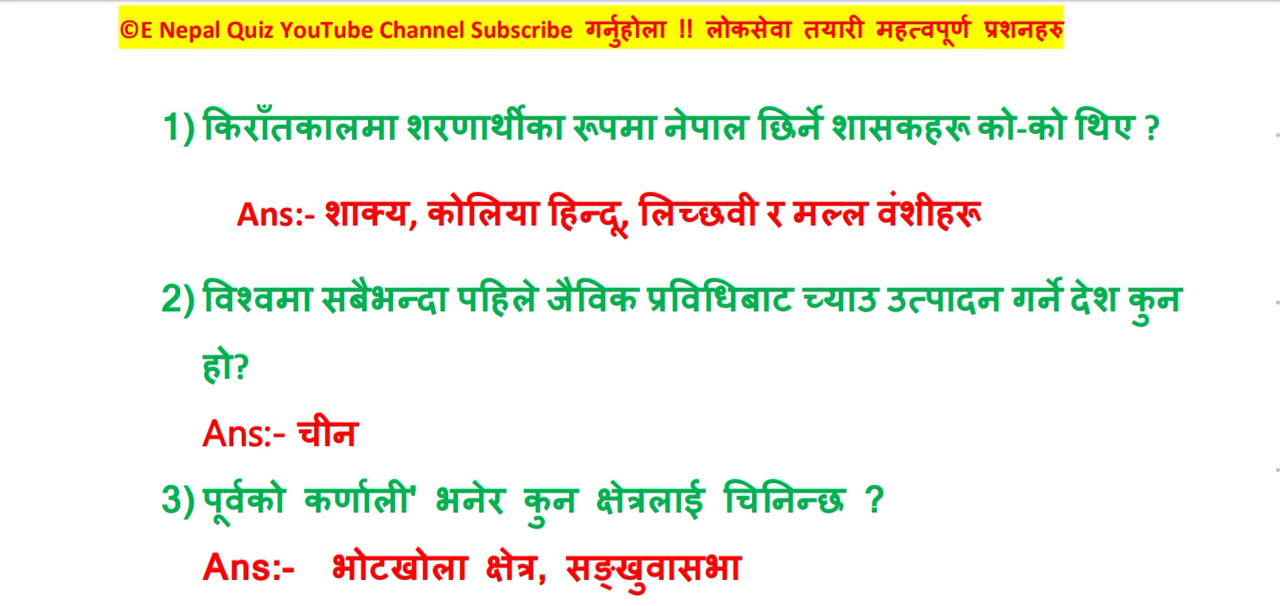 ©E Nepal Quiz YouTube Channel Subscribe गर्नुहोला !! लोकसेवा तयारी महत्वपूर्ण प्रशनहरु
1) किराँतकालमा शरणार्थीका रूपमा नेपाल छिर्ने शासकहरू को-को थिए ?
Ans:- शाक्य, कोलिया हिन्दू, लिच्छवी र मल्ल वंशीहरू
2) विश्वमा सबैभन्दा पहिले जैविक प्रविधिबाट च्याउ उत्पादन गर्ने देश कुन
हो?
Ans:- चीन
3) पूर्वको कर्णाली' भनेर कुन क्षेत्रलाई चिनिन्छ ?
Ans:- भोटखोला क्षेत्र, सङ्खुवासभा